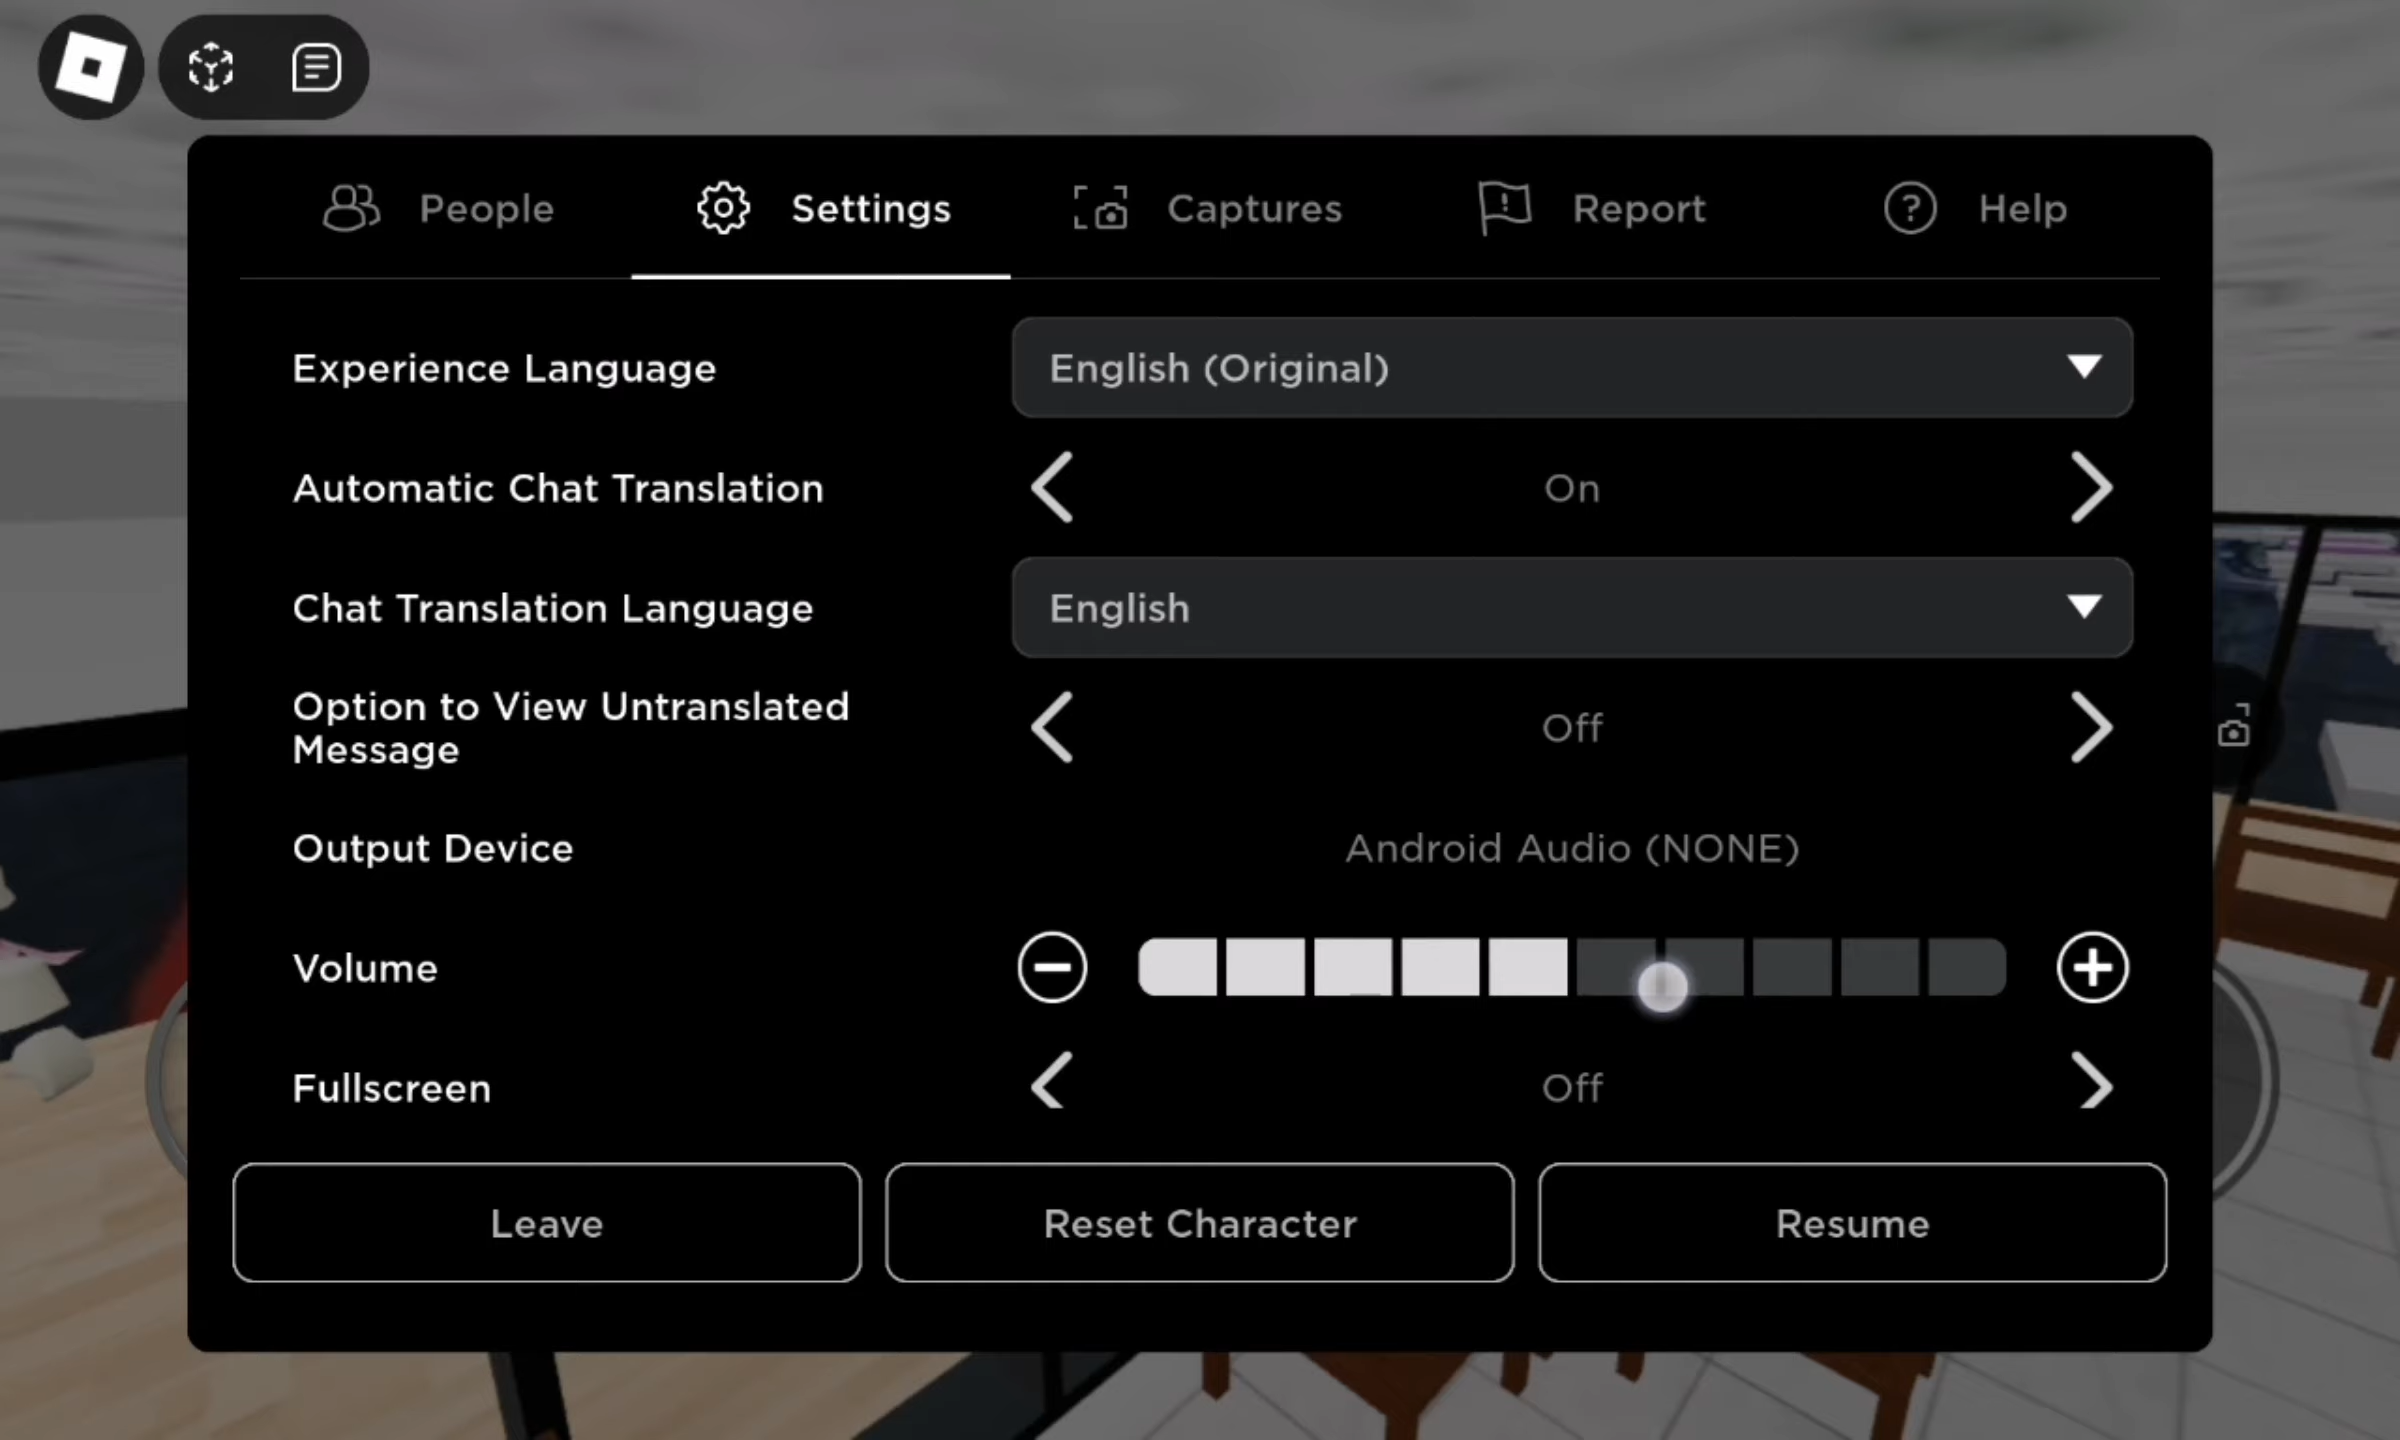 People
Settings
Captures
Report
Help
Experience Language
English (Original)
Automatic Chat Translation
On
Chat Translation Language
English
Option to View Untranslated
Message
Off
Output Device
Android Audio (NONE)
Volume
Fullscreen
Off
Leave
Reset Character
Resume